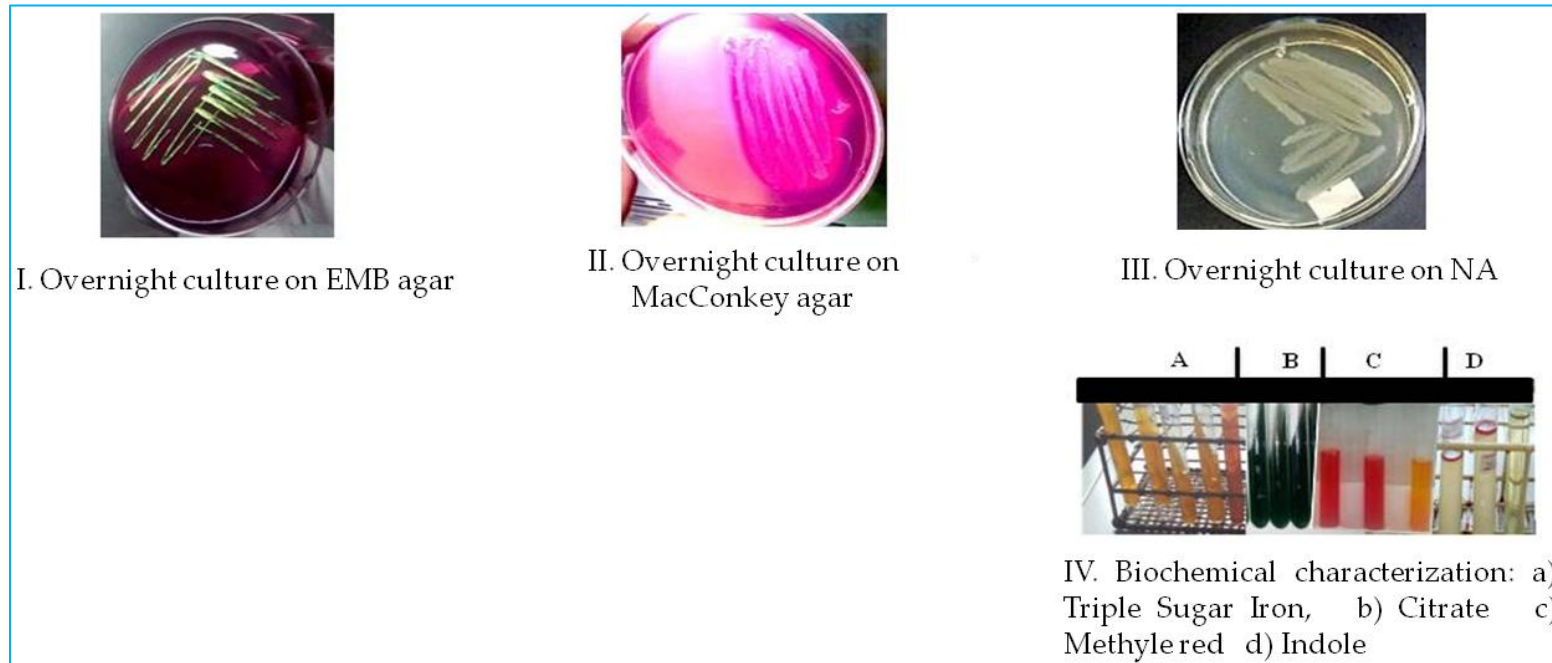 I. Overnight culture on EMB agar
II. Overnight culture on
MacConkey agar
III. Overnight culture on NA
A B C D
IV. Biochemical characterization: a)
Triple Sugar Iron, b) Citrate c)
Methyle red d) Indole